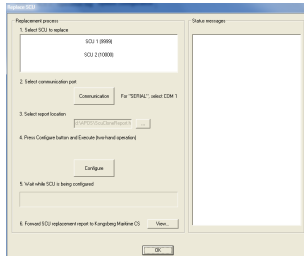 Replace SCU
Replacement process
1. Select SCU to replace
SCU 1 (9999)
SCU 2 (10000)
2. Select communication port
Communication
For "SERIAL", select COM 1
3. Select report location
...
4. Press Configure button and Execute (two-hand operation)
Configure
5. Wait while SCU is being configured
6. Forward SCU replacement report to Kongsberg Maritime CS
View...
Status messages
OK